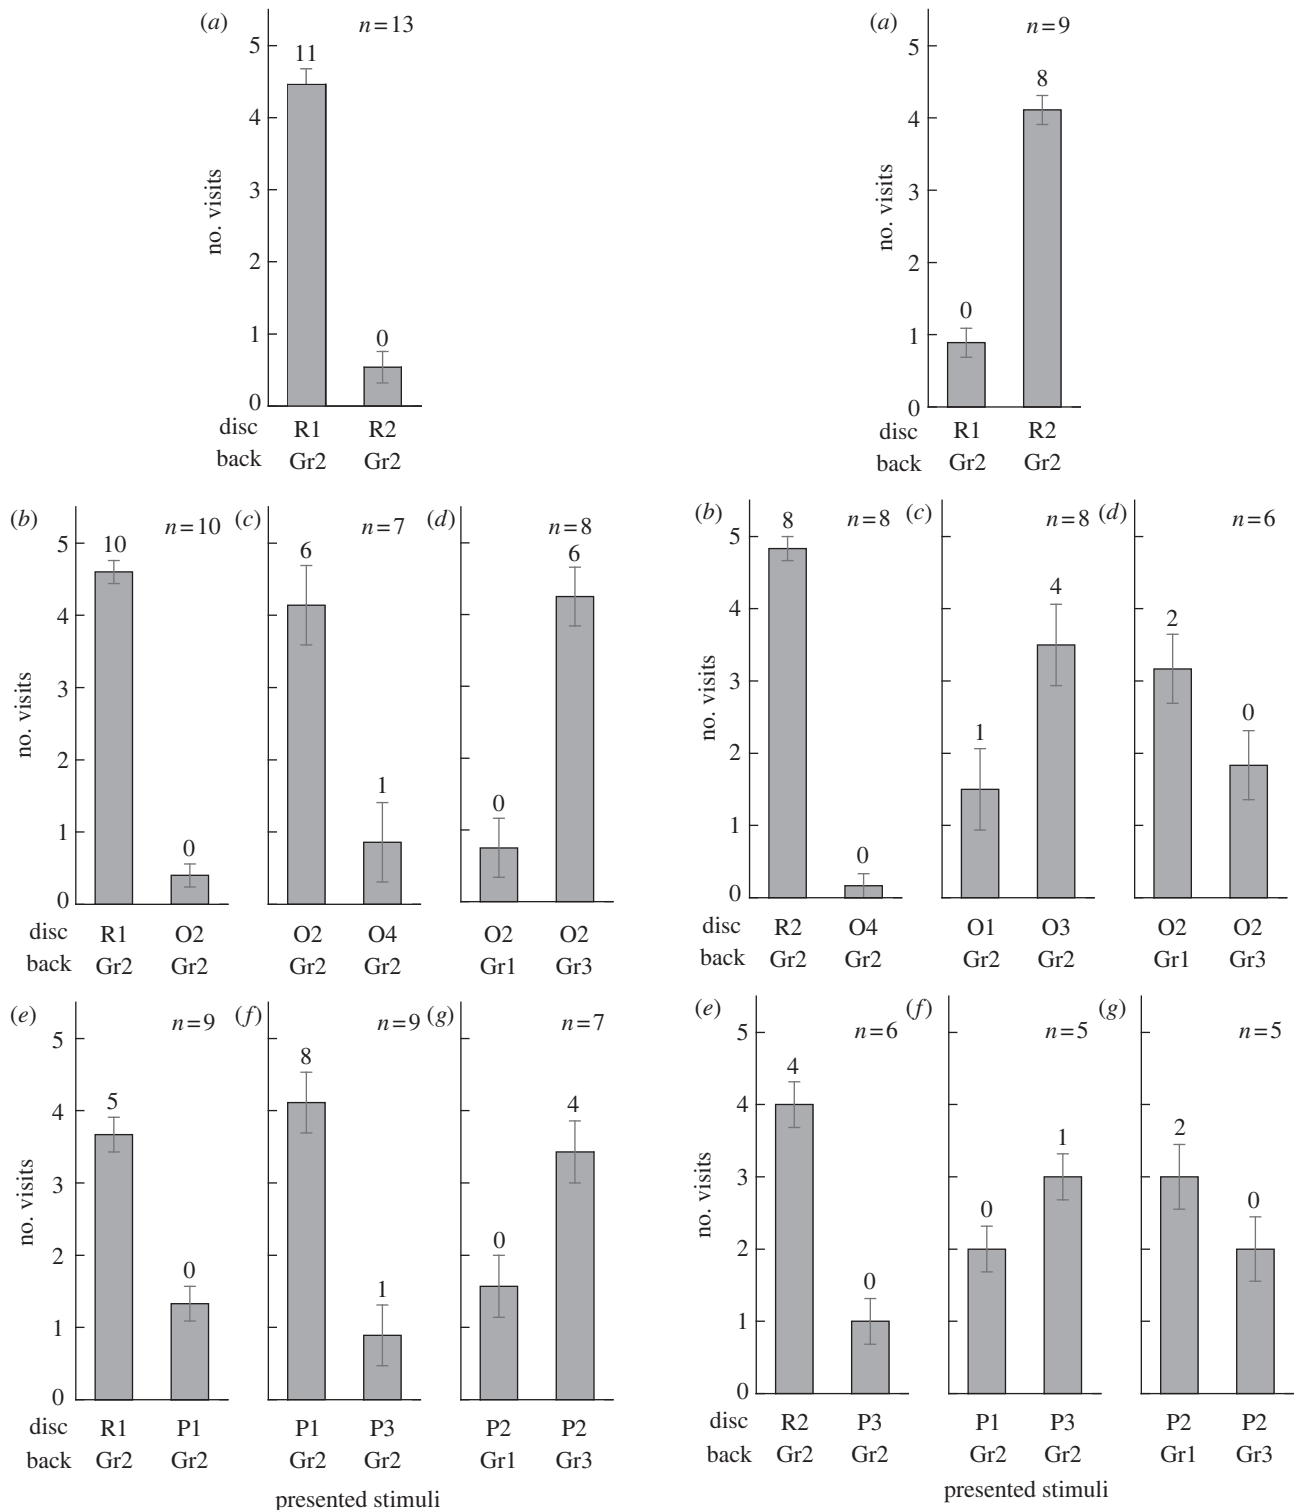 (a) n=13
5
4
3
2
1
0
no. visits
11
0
disc R1 R2
back Gr2 Gr2
(a) n=9
5
4
3
2
1
0
no. visits
0
8
disc R1 R2
back Gr2 Gr2
(b) n=10 (c) n=7 (d) n=8
5
4
3
2
1
0
no. visits
10
0
6
1
0
6
disc R1 O2 O2 O4 O2 O2
back Gr2 Gr2 Gr2 Gr2 Gr1 Gr3
(b) n=8 (c) n=8 (d) n=6
5
4
3
2
1
0
no. visits
8
0
1
4
2
0
disc R2 O4 O1 O3 O2 O2
back Gr2 Gr2 Gr2 Gr2 Gr1 Gr3
(e) n=9 (f) n=9 (g) n=7
5
4
3
2
1
0
no. visits
5
0
8
1
0
4
disc R1 P1 P1 P3 P2 P2
back Gr2 Gr2 Gr2 Gr2 Gr1 Gr3
presented stimuli
(e) n=6 (f) n=5 (g) n=5
5
4
3
2
1
0
no. visits
4
0
0
1
2
0
disc R2 P3 P1 P3 P2 P2
back Gr2 Gr2 Gr2 Gr2 Gr1 Gr3
presented stimuli